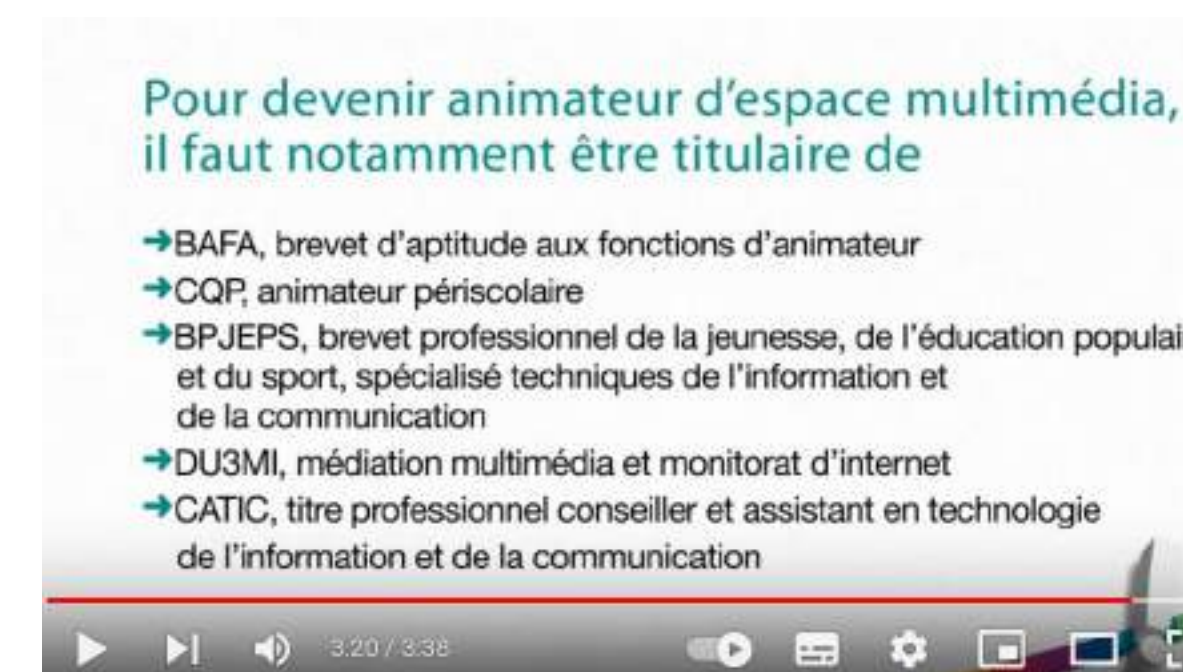 Pour devenir animateur d'espace multimédia,
il faut notamment être titulaire de
➔BAFA, brevet d'aptitude aux fonctions d'animateur
➔CQP, animateur périscolaire
➔BPJEPS, brevet professionnel de la jeunesse, de l'éducation populai
et du sport, spécialisé techniques de l'information et
de la communication
➔DU3MI, médiation multimédia et monitorat d'internet
➔CATIC, titre professionnel conseiller et assistant en technologie
de l'information et de la communication
3:20 / 3:38